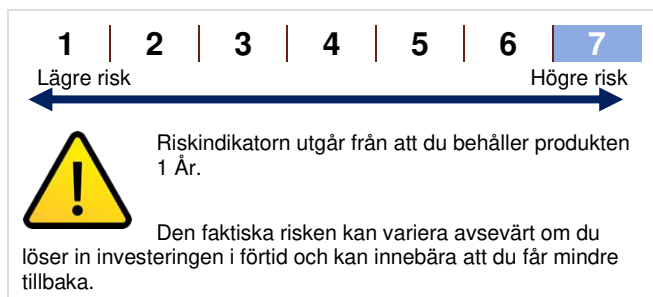 1 2 3 4 5 6 7
Lägre risk Högre risk
Riskindikatorn utgår från att du behåller produkten
1 År.
Den faktiska risken kan variera avsevärt om du
löser in investeringen i förtid och kan innebära att du får mindre
tillbaka.